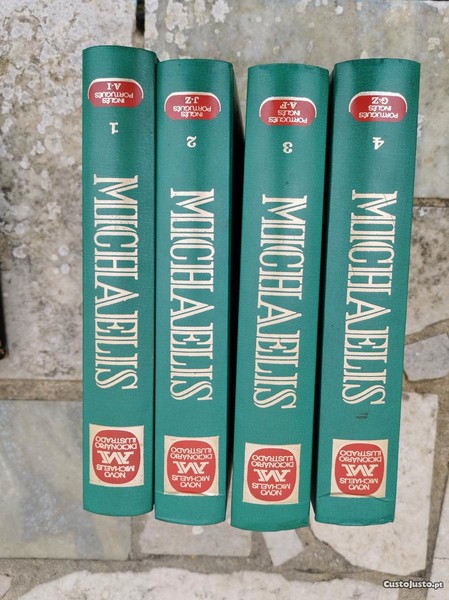 NOVO
MICHAELIS
M
DICIONÁRIO
ILUSTRADO
MICHAELIS
1
INGLÊS
PORTUGUÊS
A-I
NOVO
MICHAELIS
M
DICIONÁRIO
ILUSTRADO
MICHAELIS
2
INGLÊS
PORTUGUÊS
J-Z
NOVO
MICHAELIS
M
DICIONÁRIO
ILUSTRADO
MICHAELIS
3
PORTUGUÊS
INGLÊS
A-F
NOVO
MICHAELIS
M
DICIONÁRIO
ILUSTRADO
MICHAELIS
4
PORTUGUÊS
INGLÊS
G-Z
CustoJusto.pt